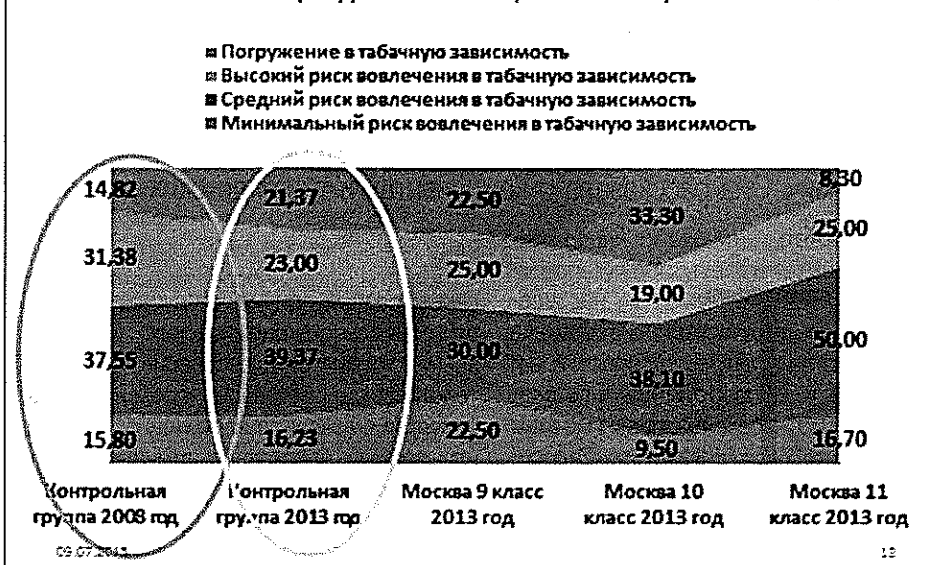 Погружение в табачную зависимость
Высокий риск вовлечения в табачную зависимость
Средний риск вовлечения в табачную зависимость
Минимальный риск вовлечения в табачную зависимость
14,82 21,37 22,50 33,30 8,30
31,38 23,00 25,00 19,00 25,00
37,55 39,37 30,00 38,10 50,00
15,80 16,23 22,50 9,50 16,70
Контрольная группа 2008 год
Контрольная группа 2013 год
Москва 9 класс 2013 год
Москва 10 класс 2013 год
Москва 11 класс 2013 год